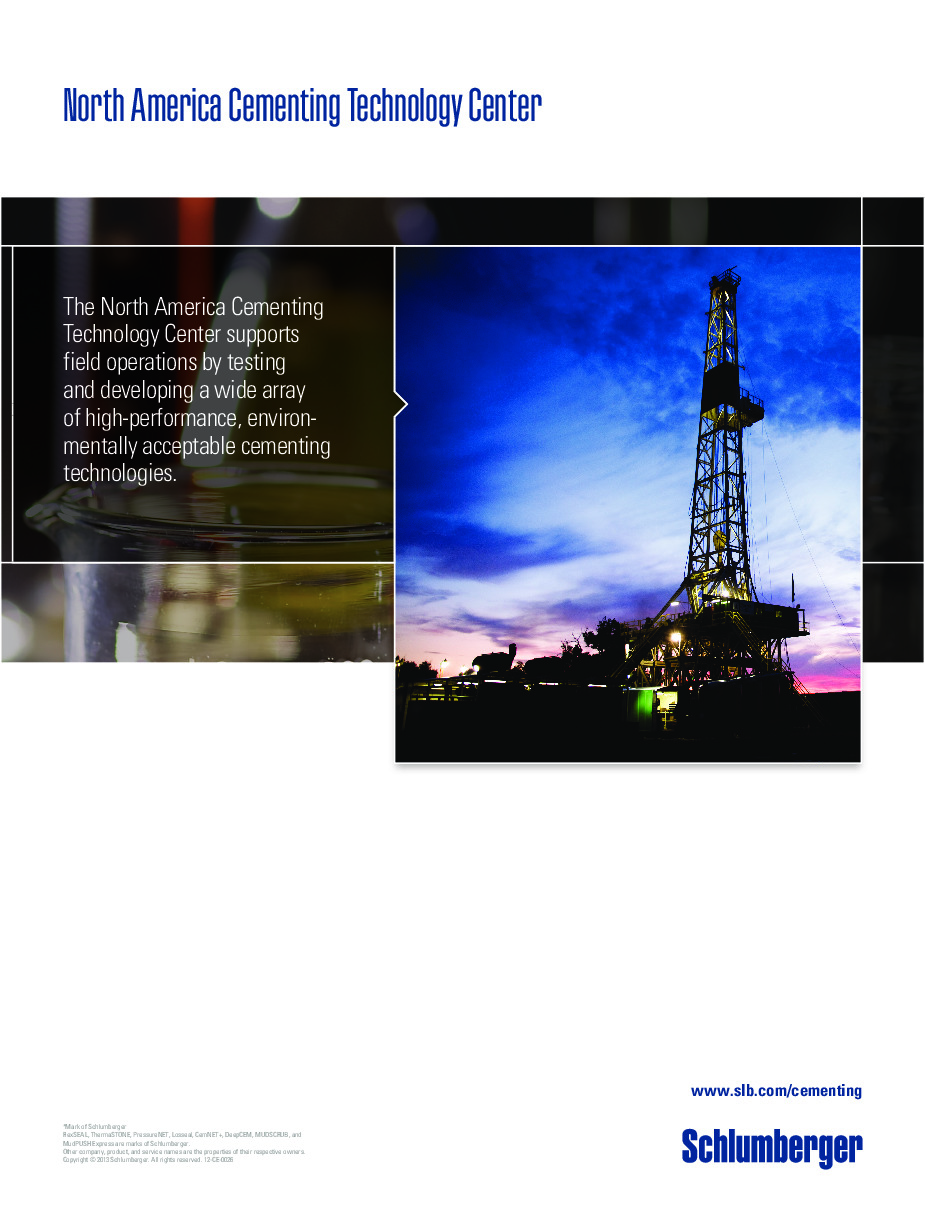 North America Cementing Technology Center
The North America Cementing
Technology Center supports
field operations by testing
and developing a wide array
of high-performance, environ-
mentally acceptable cementing
technologies.
www.slb.com/cementing
*Mark of Schlumberger
FlexSEAL, ThermaSTONE, PressureNET, Losseal, CemNET+, DeepCEM, MUDSCRUB, and
MudPUSH Express are marks of Schlumberger.
Other company, product, and service names are the properties of their respective owners.
Copyright © 2013 Schlumberger. All rights reserved. 12-CE-0026
Schlumberger